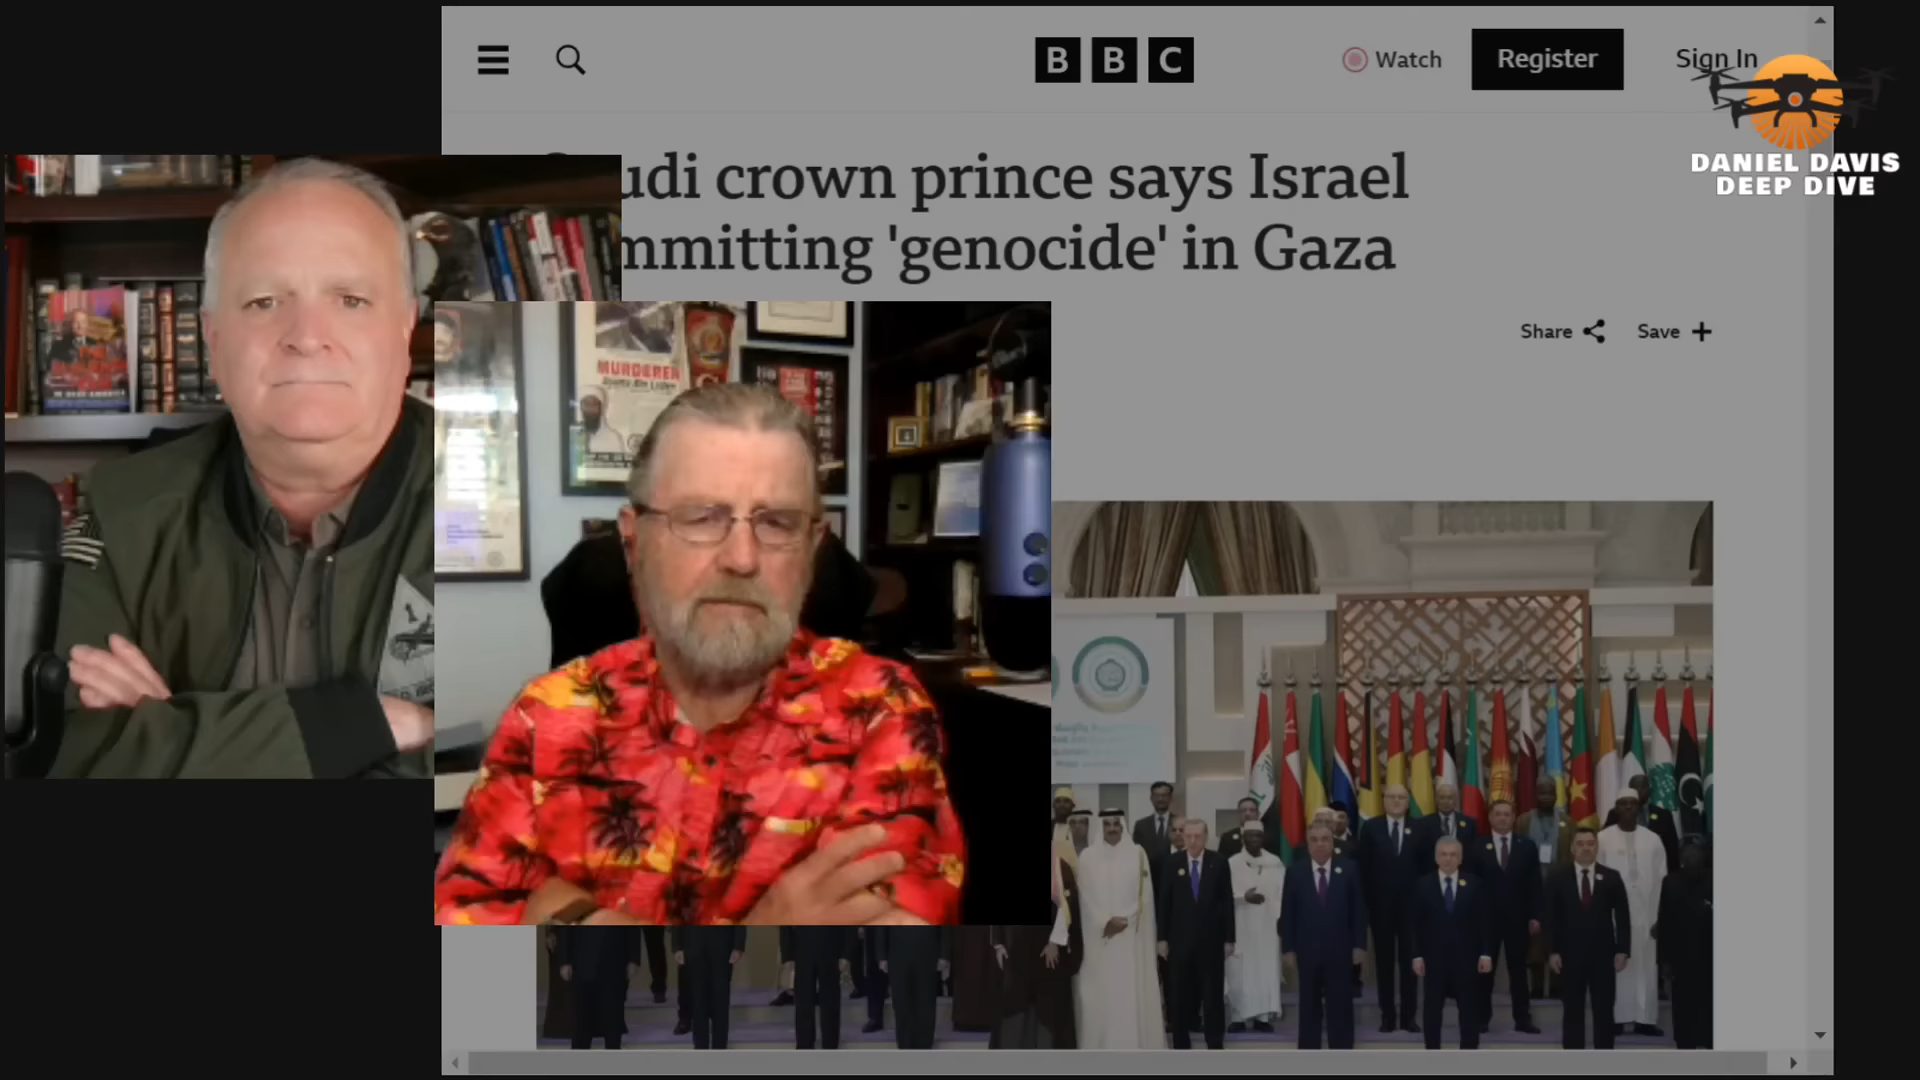 BBC
Watch
Register
Sign In
DANIEL DAVIS
DEEP DIVE
udi crown prince says Israel
mmitting 'genocide' in Gaza
Share
Save
MURDERER